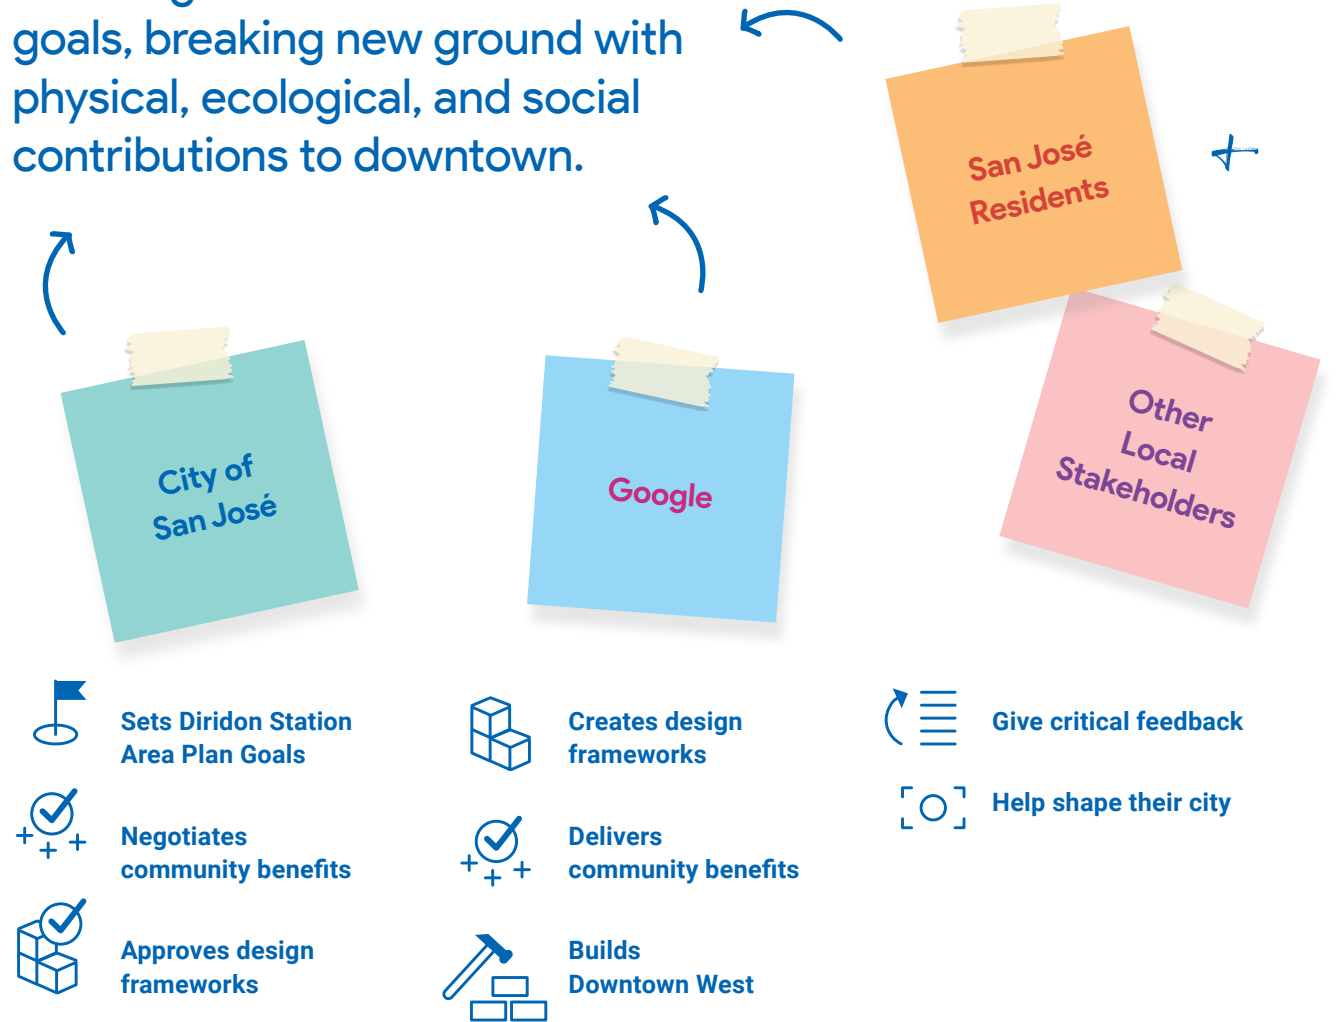 goals, breaking new ground with
physical, ecological, and social
contributions to downtown.
San José
Residents
Other
Local
Stakeholders
City of
San José
Google
Sets Diridon Station
Area Plan Goals
Negotiates
community benefits
Approves design
frameworks
Creates design
frameworks
Delivers
community benefits
Builds
Downtown West
Give critical feedback
Help shape their city